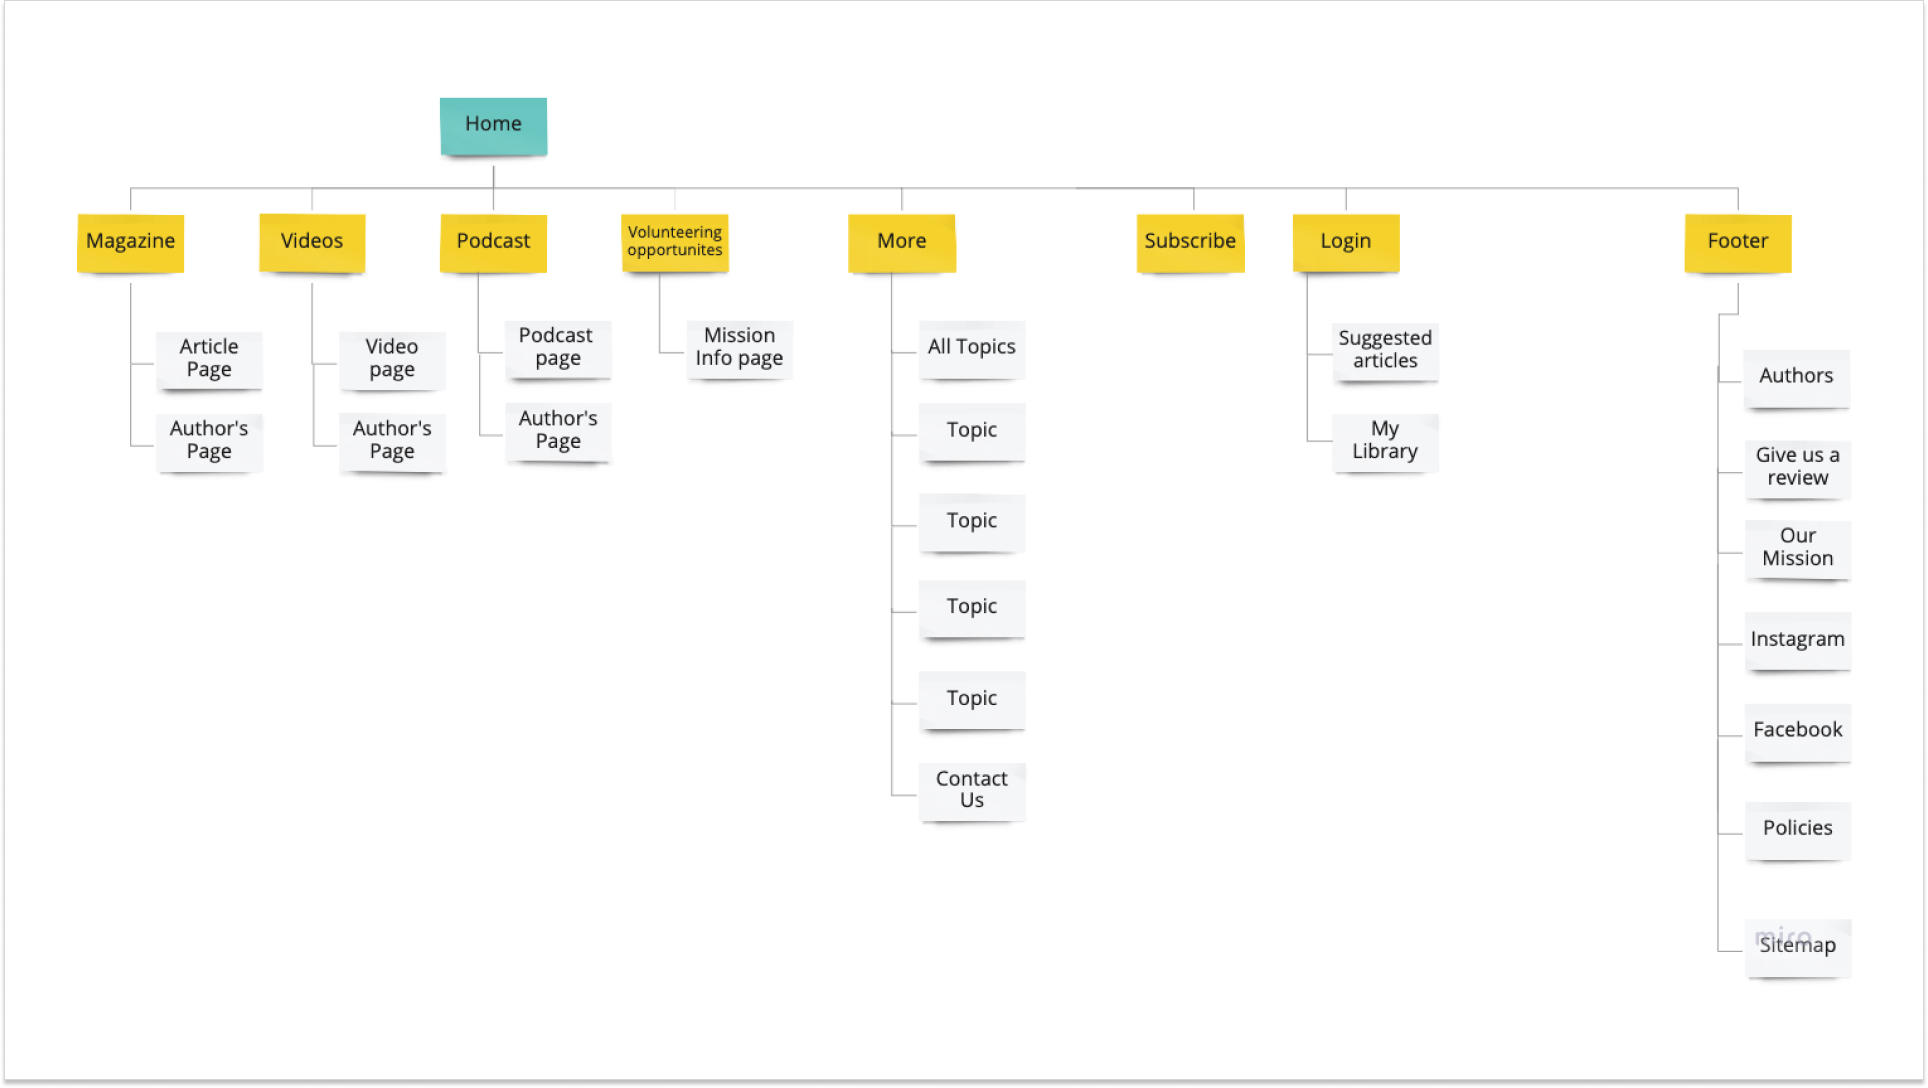 Home
Magazine
Videos
Podcast
Volunteering
opportunites
More
Subscribe
Login
Footer
Article
Page
Author's
Page
Video
page
Author's
Page
Podcast
page
Author's
Page
Mission
Info page
All Topics
Topic
Topic
Topic
Topic
Contact
Us
Suggested
articles
My
Library
Authors
Give us a
review
Our
Mission
Instagram
Facebook
Policies
miro
Sitemap